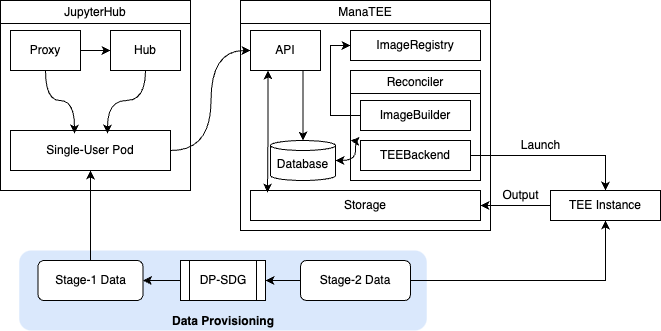 JupyterHub
Proxy
Hub
Single-User Pod
ManaTEE
API
ImageRegistry
Reconciler
ImageBuilder
TEEBackend
Database
Storage
Launch
Output
TEE Instance
Stage-1 Data
DP-SDG
Stage-2 Data
Data Provisioning